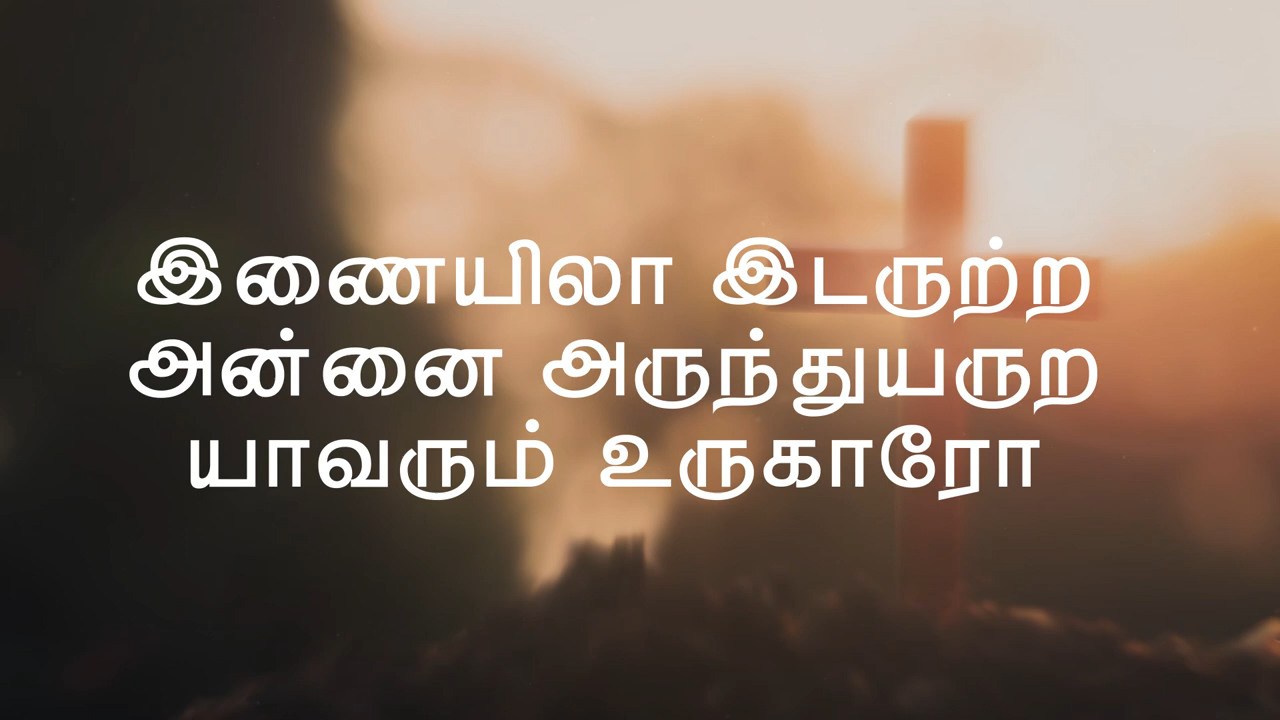 இணையிலா இடருற்ற
அன்னை அருந்துயருற
யாவரும் உருகாரோ